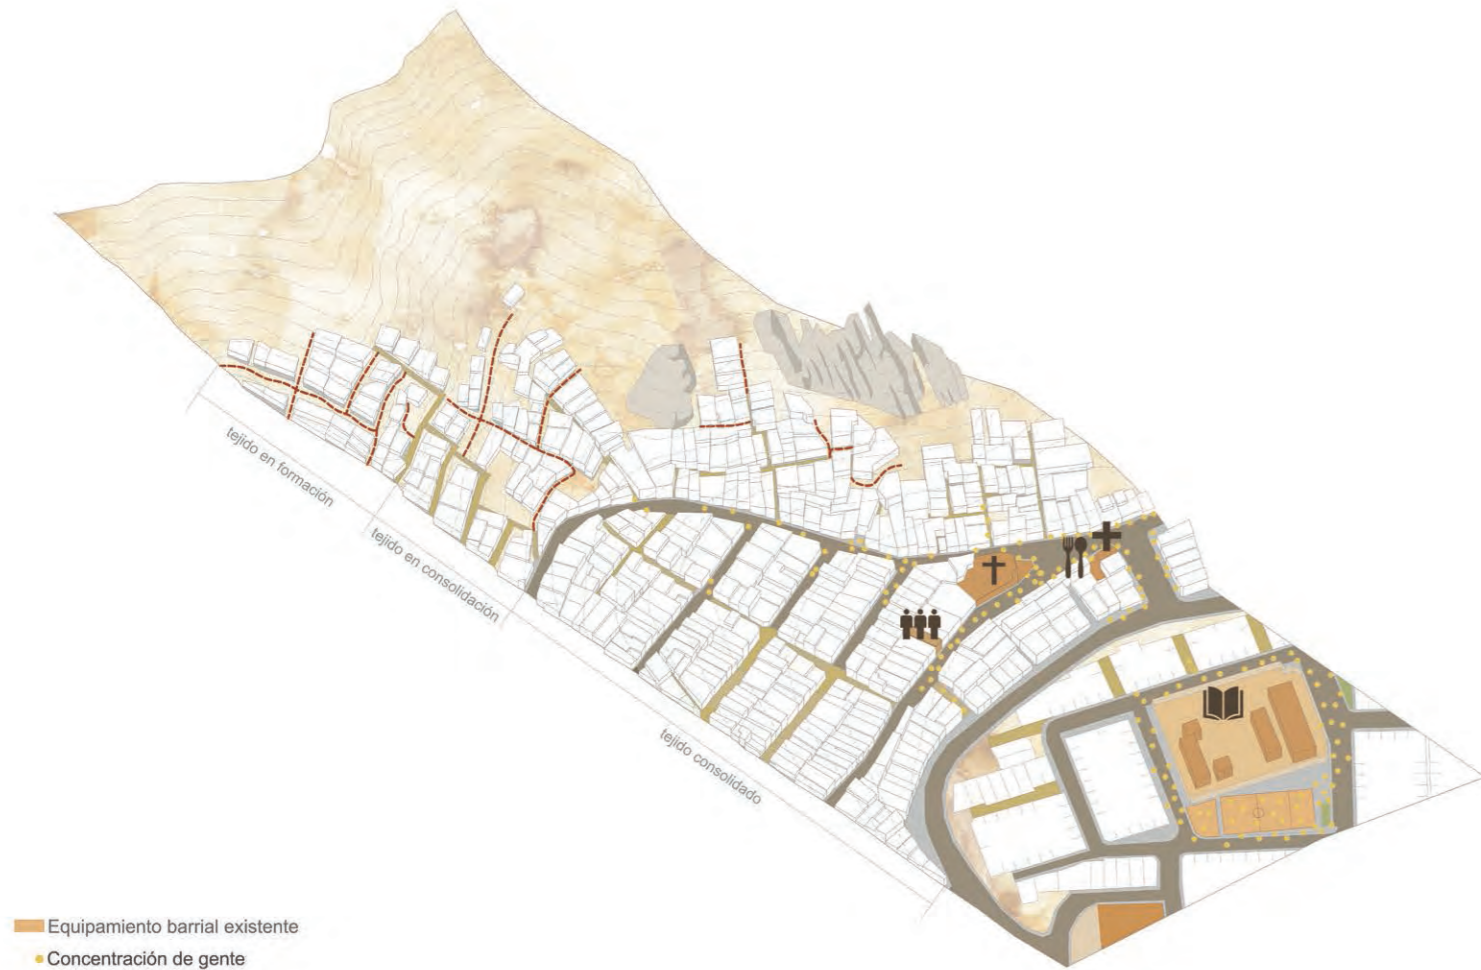 tejido en formación
tejido en consolidación
tejido consolidado
Equipamiento barrial existente
Concentración de gente